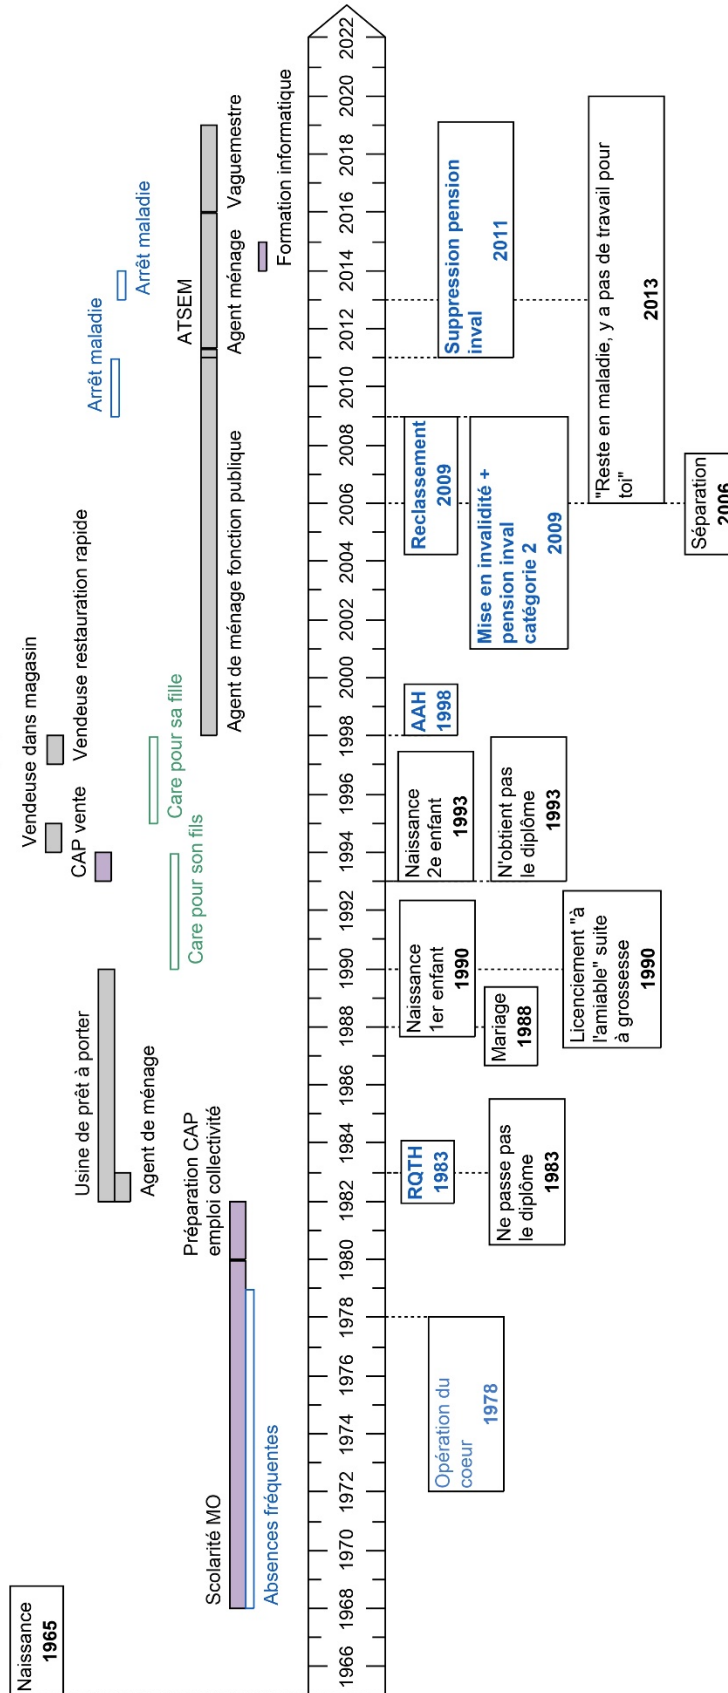 Naissance
1965
Scolarité MO
Absences fréquentes
Préparation CAP
emploi collectivité
Usine de prêt à porter
Agent de ménage
CAP vente
Vendeuse dans magasin
Vendeuse restauration rapide
Care pour son fils
Care pour sa fille
Agent de ménage fonction publique
Arrêt maladie
Arrêt maladie
ATSEM
Agent ménage
Vaguemestre
Formation informatique
1966
1968
1970
1972
1974
1976
1978
1980
1982
1984
1986
1988
1990
1992
1994
1996
1998
2000
2002
2004
2006
2008
2010
2012
2014
2016
2018
2020
2022
Opération du
coeur
1978
RQTH
1983
Ne passe pas
le diplôme
1983
Naissance
1er enfant
1990
Mariage
1988
Licenciement "à
l'amiable" suite
à grossesse
1990
Naissance
2e enfant
1993
N'obtient pas
le diplôme
1993
AAH
1998
Reclassement
2009
Mise en invalidité +
pension inval
catégorie 2
2009
Suppression pension
inval
2011
"Reste en maladie, y a pas de travail pour
toi"
2013
Séparation
2006